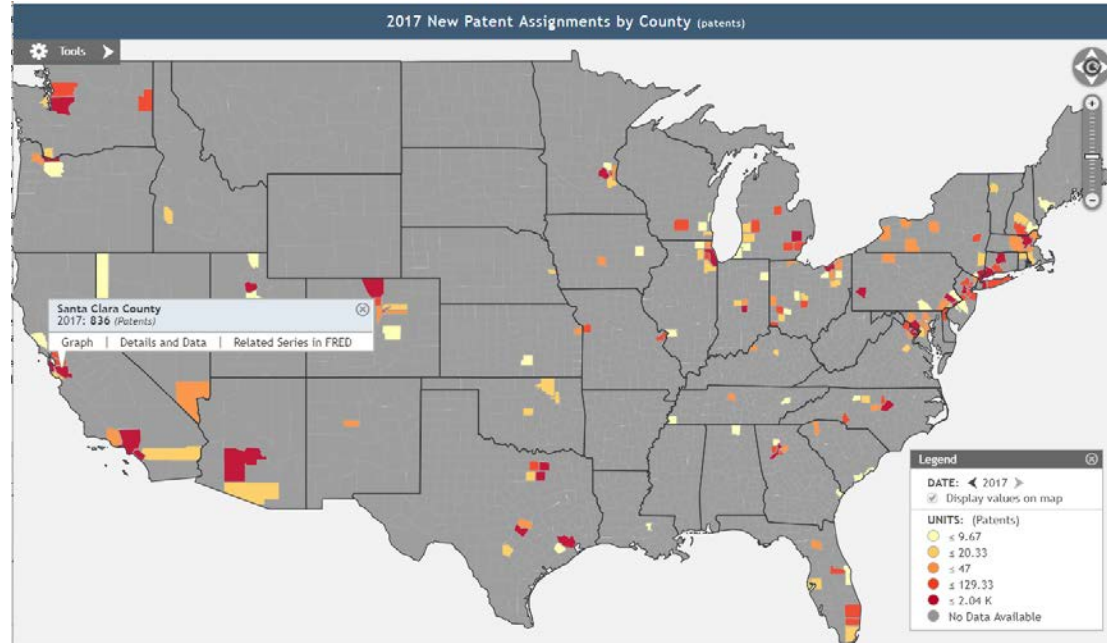 2017 New Patent Assignments by County (patents)
Tools
Santa Clara County
2017: 836 (Patents)
Graph | Details and Data | Related Series in FRED
Legend
DATE: 2017
Display values on map
UNITS: (Patents)
≤ 9.67
≤ 20.33
≤ 47
≤ 129.33
≤ 2.04 K
No Data Available